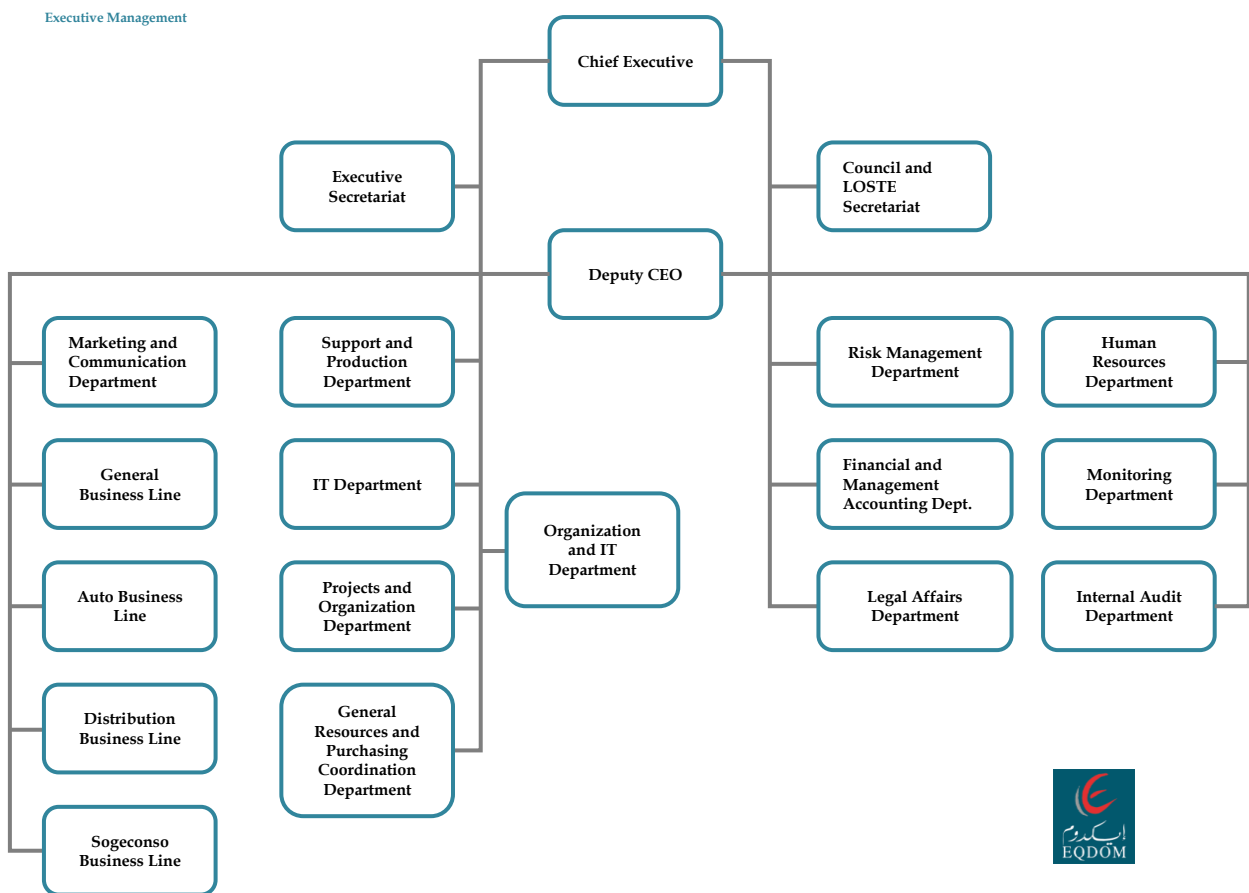 Executive Management
Chief Executive
Executive
Secretariat
Council and
LOSTE
Secretariat
Deputy CEO
Marketing and
Communication
Department
Support and
Production
Department
Risk Management
Department
Human
Resources
Department
General
Business Line
IT Department
Organization
and IT
Department
Financial and
Management
Accounting Dept.
Monitoring
Department
Auto Business
Line
Projects and
Organization
Department
Legal Affairs
Department
Internal Audit
Department
Distribution
Business Line
General
Resources and
Purchasing
Coordination
Department
Sogeconso
Business Line
إيكدوم
EQDOM